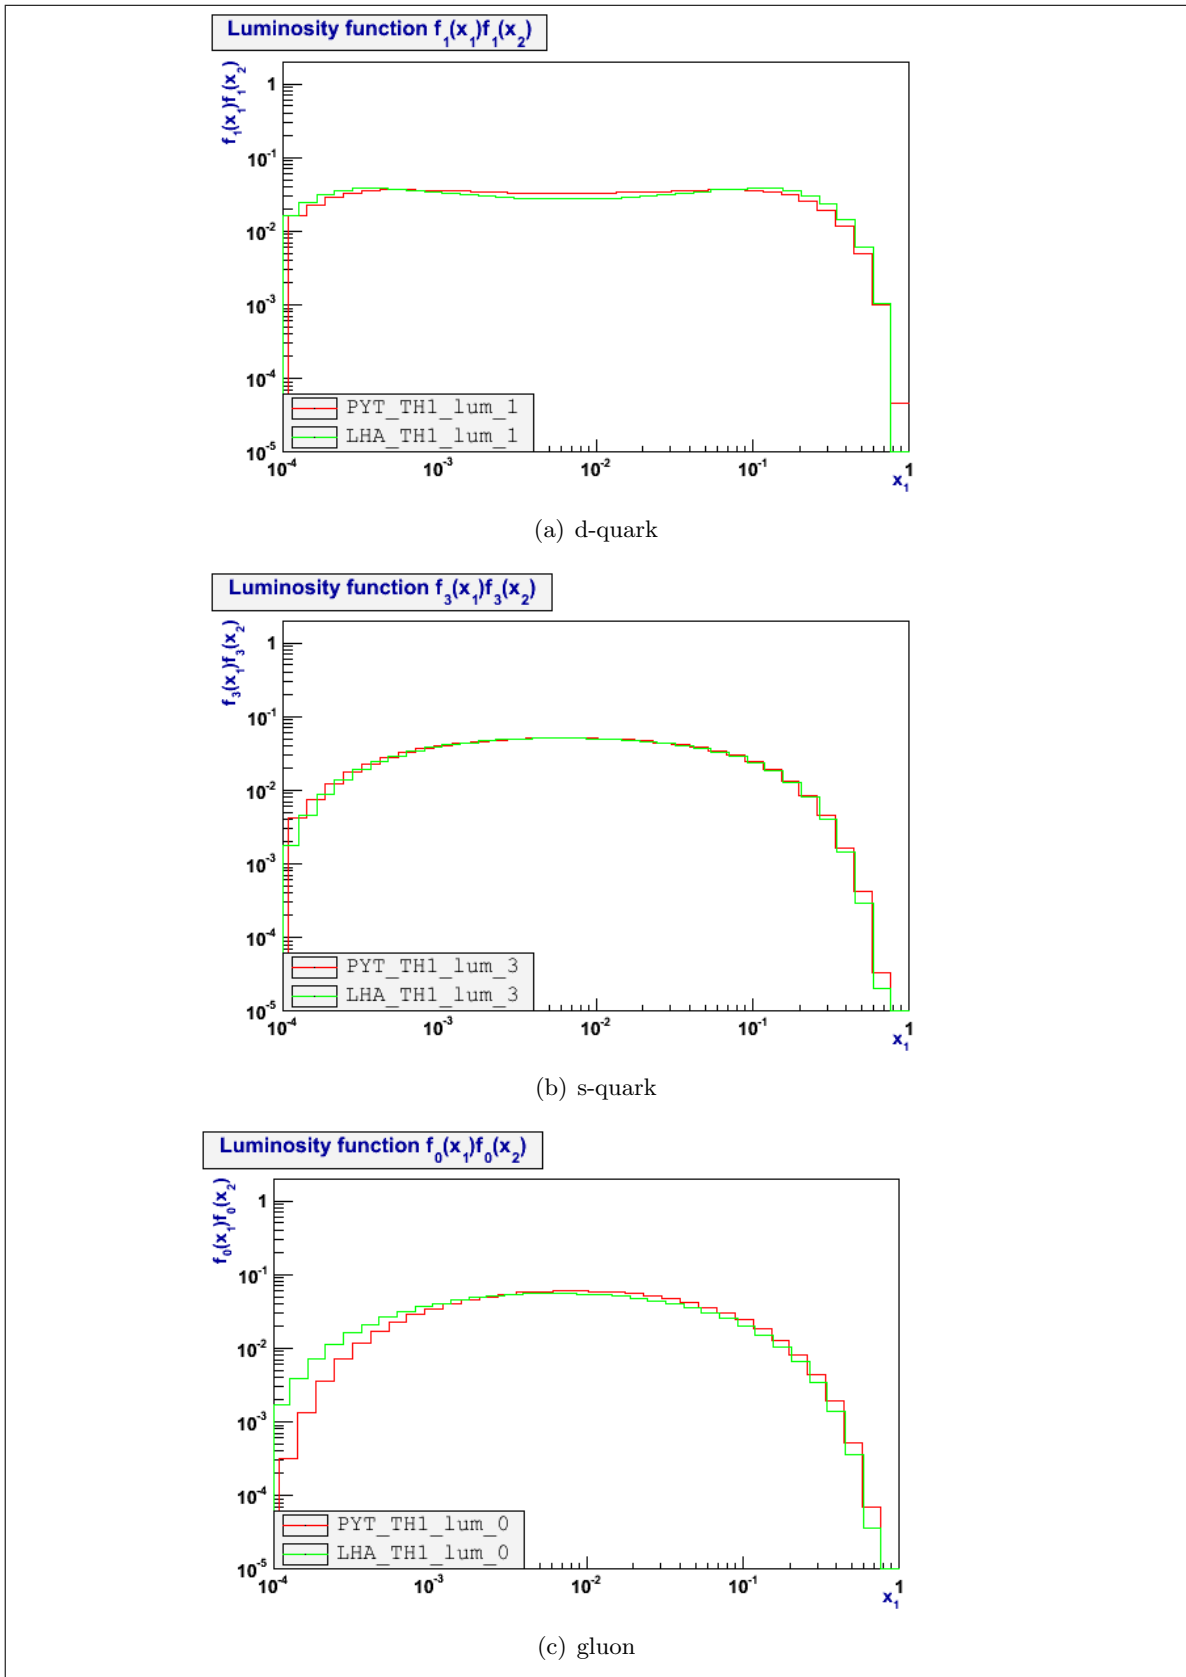 Luminosity function f₁(x₁)f₁(x₂)
f₁(x₁)f₁(x₂)
1
10⁻¹
10⁻²
10⁻³
10⁻⁴
10⁻⁵
PYT_TH1_lum_1
LHA_TH1_lum_1
10⁻⁴ 10⁻³ 10⁻² 10⁻¹ 1
x₁
(a) d-quark
Luminosity function f₃(x₁)f₃(x₂)
f₃(x₁)f₃(x₂)
1
10⁻¹
10⁻²
10⁻³
10⁻⁴
10⁻⁵
PYT_TH1_lum_3
LHA_TH1_lum_3
10⁻⁴ 10⁻³ 10⁻² 10⁻¹ 1
x₁
(b) s-quark
Luminosity function f₀(x₁)f₀(x₂)
f₀(x₁)f₀(x₂)
1
10⁻¹
10⁻²
10⁻³
10⁻⁴
10⁻⁵
PYT_TH1_lum_0
LHA_TH1_lum_0
10⁻⁴ 10⁻³ 10⁻² 10⁻¹ 1
x₁
(c) gluon